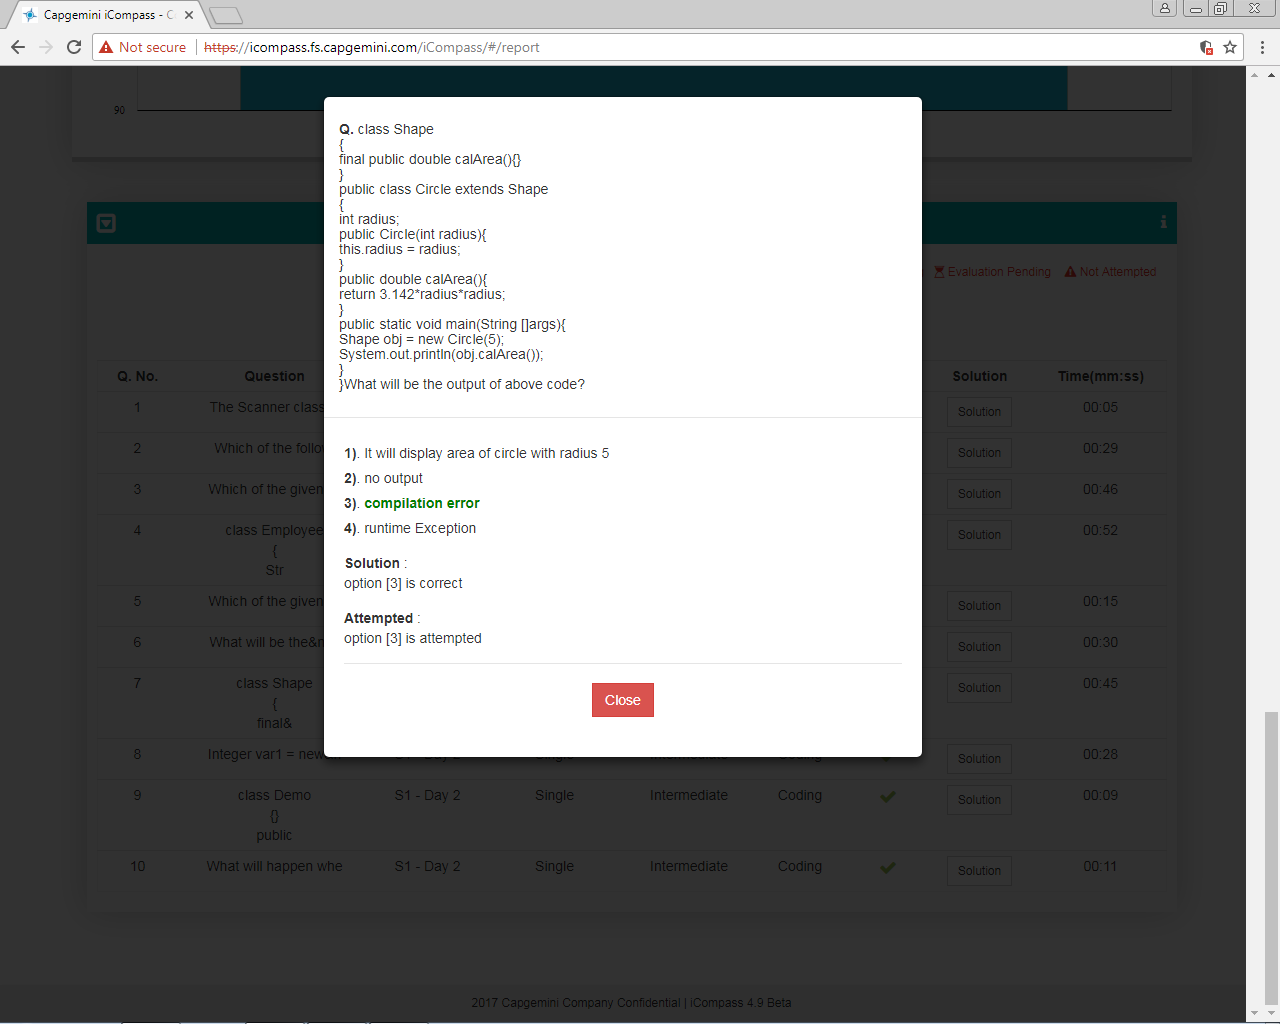 Capgemini iCompass - C
Not secure
https://icompass.fs.capgemini.com/iCompass/#/report
90
Q. class Shape
{
final public double calArea(){}
}
public class Circle extends Shape
{
int radius;
public Circle(int radius){
this.radius = radius;
}
public double calArea(){
return 3.142*radius*radius;
}
public static void main(String []args){
Shape obj = new Circle(5);
System.out.println(obj.calArea());
}
}What will be the output of above code?
1). It will display area of circle with radius 5
2). no output
3). compilation error
4). runtime Exception
Solution :
option [3] is correct
Attempted :
option [3] is attempted
Close
Evaluation Pending Not Attempted
Q. No. Question Solution Time(mm:ss)
1 The Scanner class Solution 00:05
2 Which of the follo Solution 00:29
3 Which of the given Solution 00:46
4 class Employee Solution 00:52
{
Str
5 Which of the given Solution 00:15
6 What will be the&n Solution 00:30
7 class Shape Solution 00:45
{
final&
8 Integer var1 = new S1 - Day 2 Single Intermediate Coding Solution 00:28
9 class Demo S1 - Day 2 Single Intermediate Coding Solution 00:09
{}
public
10 What will happen whe S1 - Day 2 Single Intermediate Coding Solution 00:11
2017 Capgemini Company Confidential | iCompass 4.9 Beta